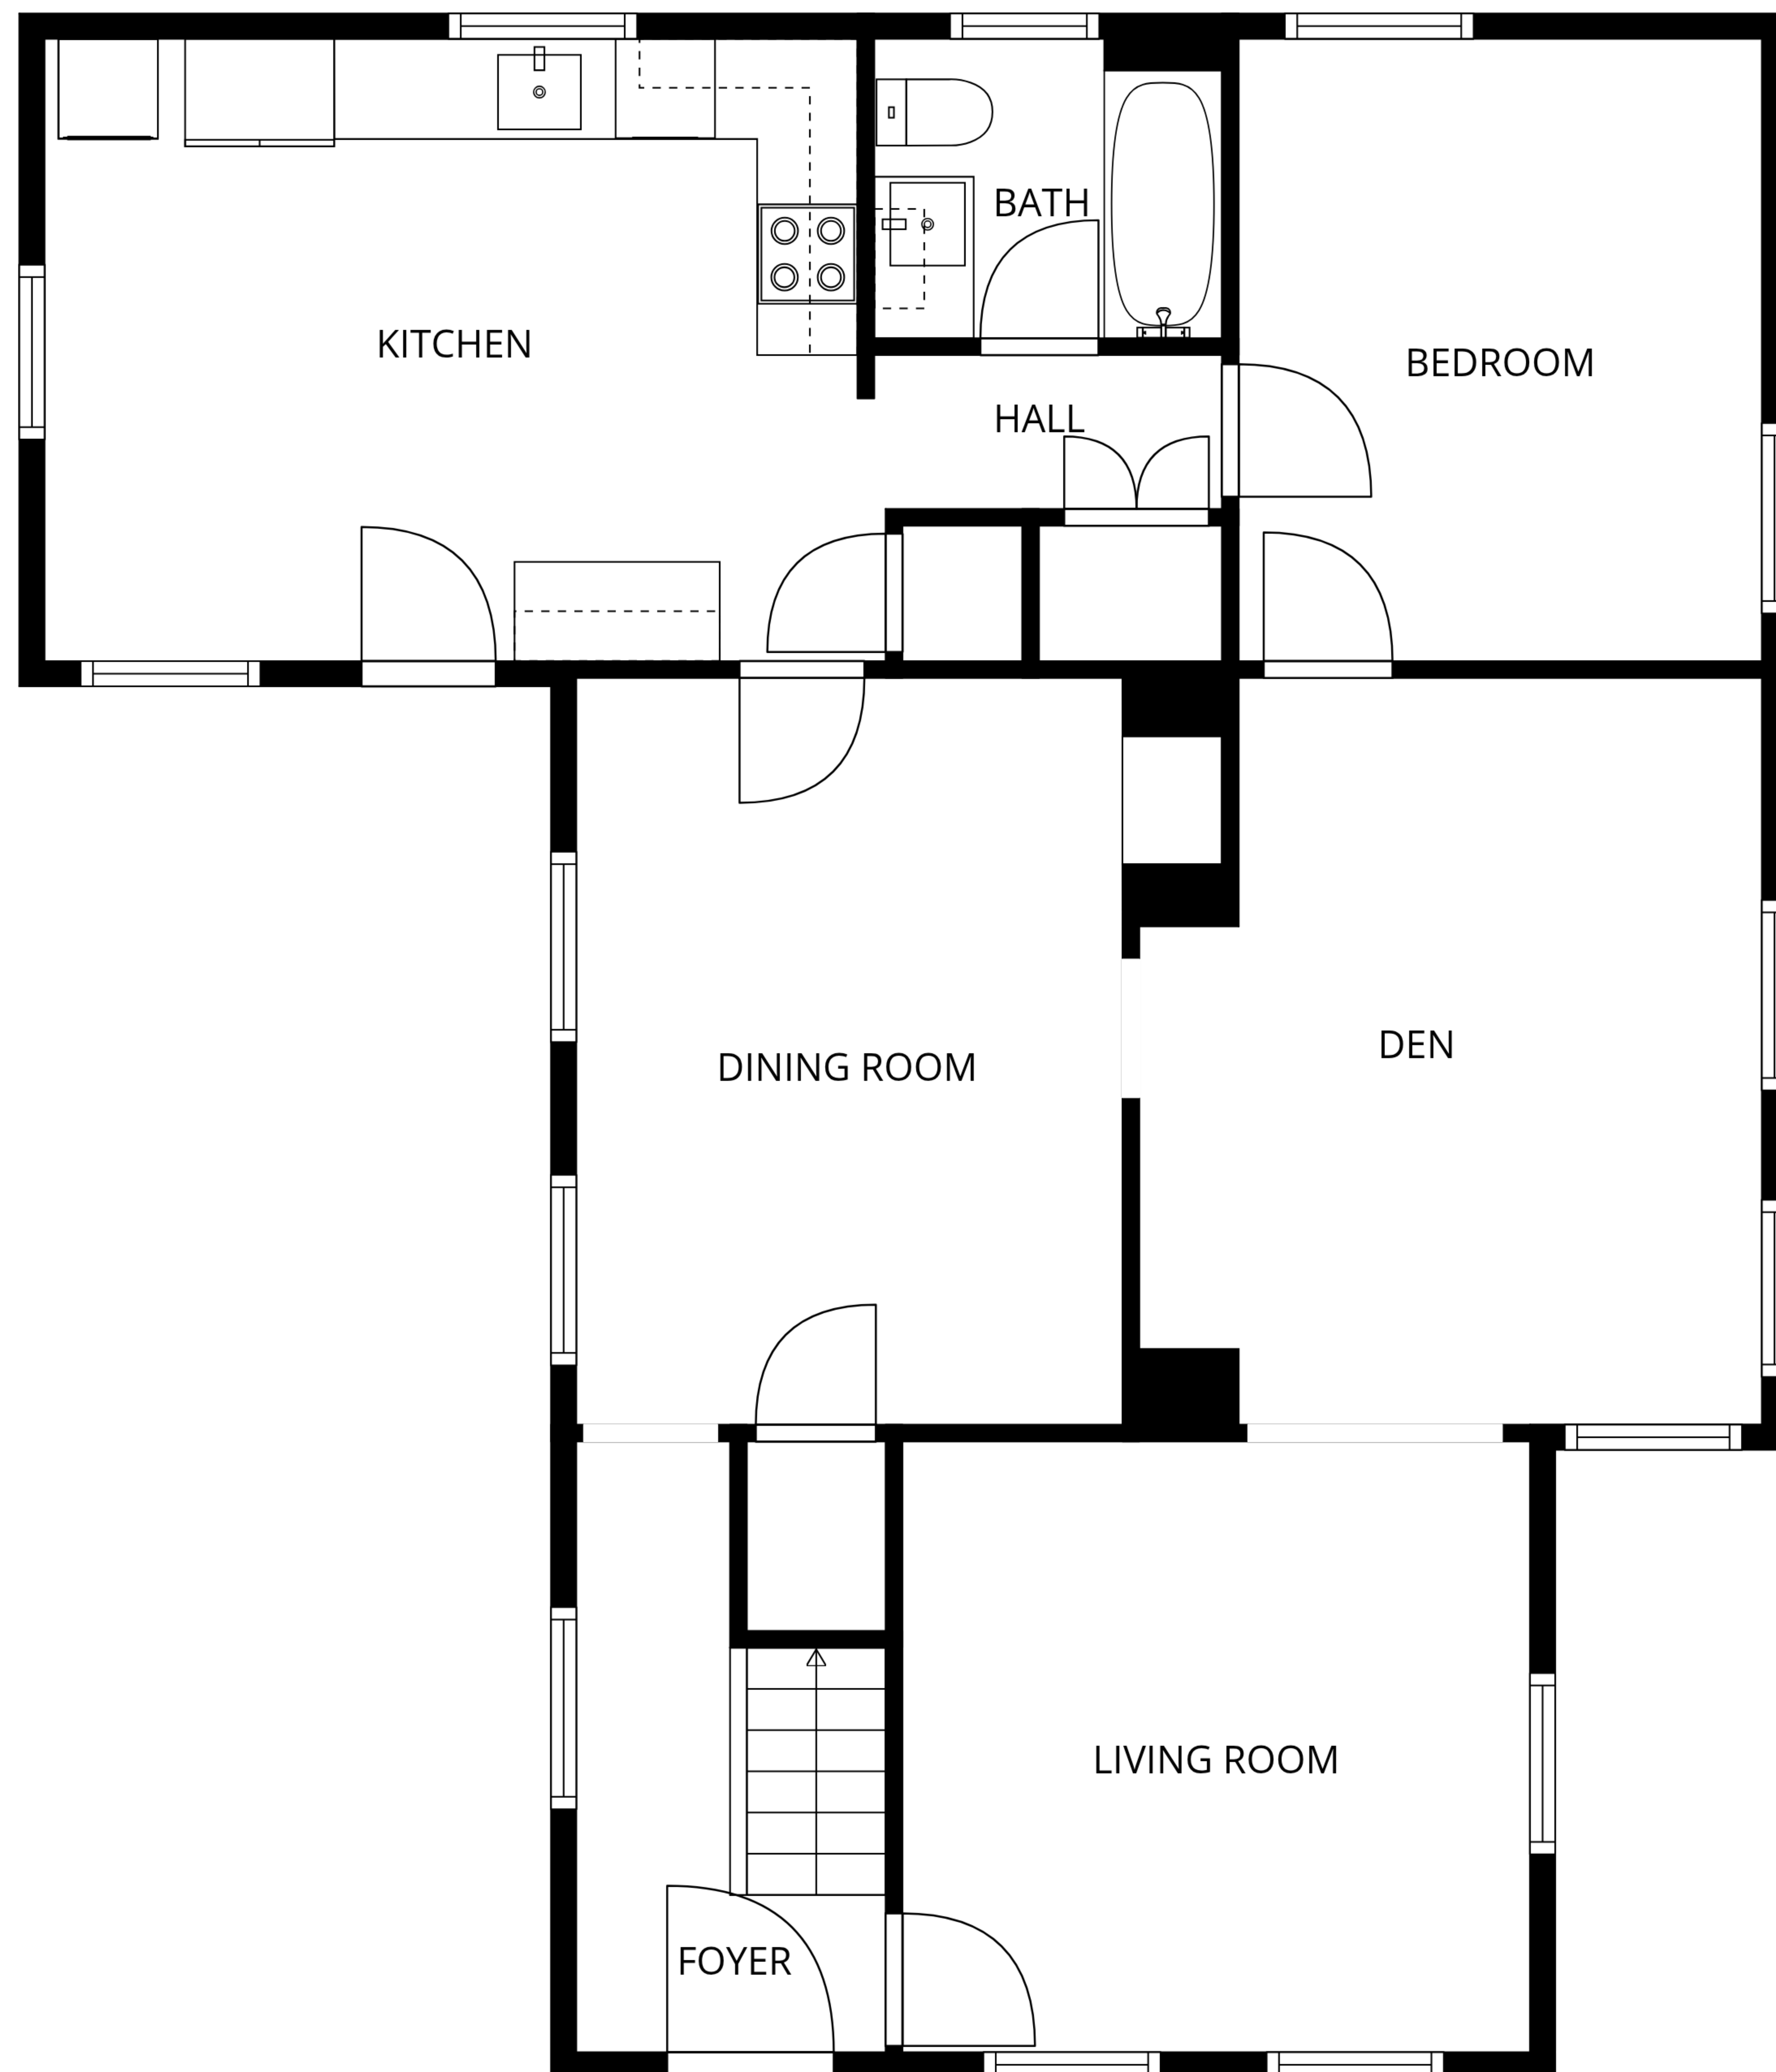 BATH
KITCHEN
BEDROOM
HALL
DINING ROOM
DEN
LIVING ROOM
FOYER